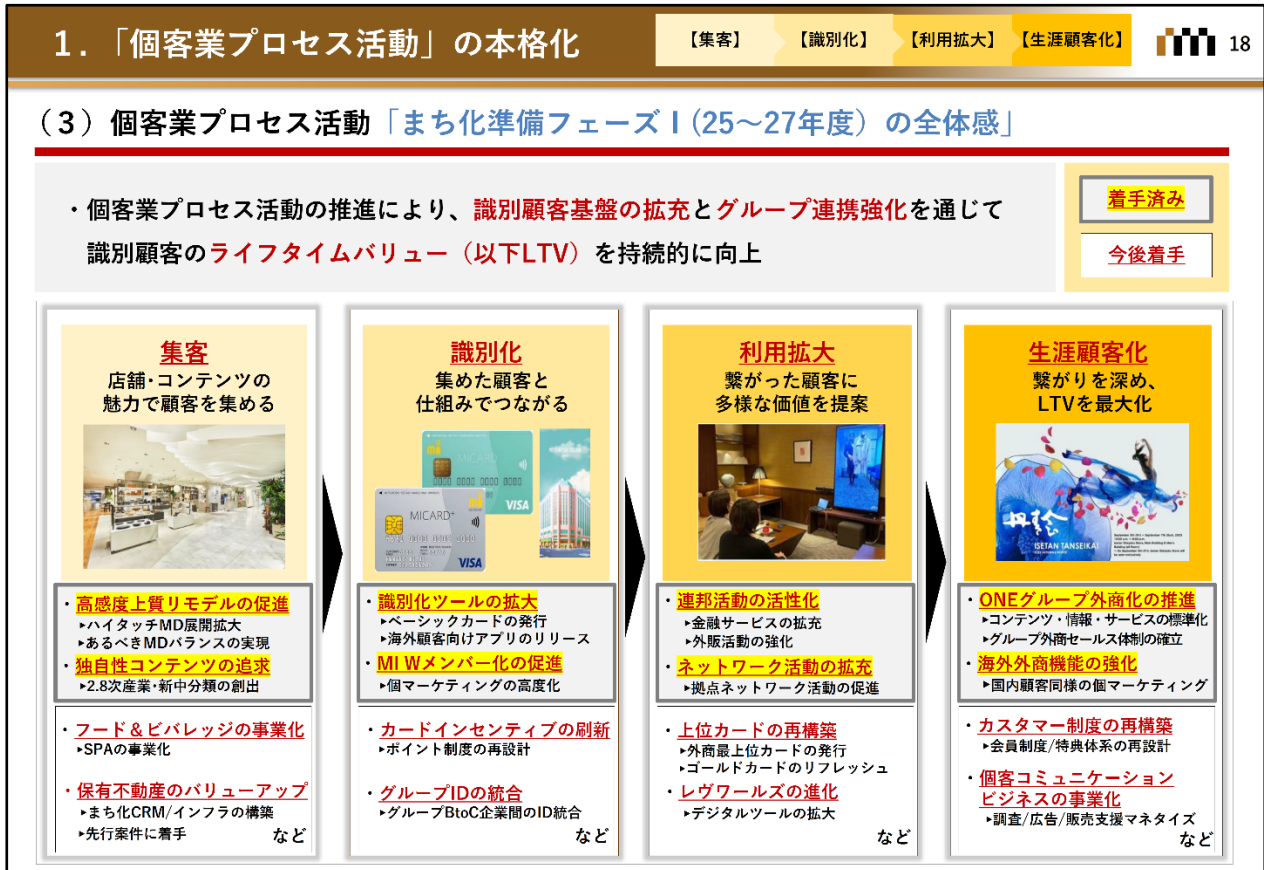 1.「個客業プロセス活動」の本格化
【集客】
【識別化】
【利用拡大】
【生涯顧客化】
18
（3）個客業プロセス活動「まち化準備フェーズⅠ(25～27年度）の全体感」
・個客業プロセス活動の推進により、識別顧客基盤の拡充とグループ連携強化を通じて
識別顧客のライフタイムバリュー（以下LTV）を持続的に向上
着手済み
今後着手
集客
店舗・コンテンツの
魅力で顧客を集める
・高感度上質リモデルの促進
▸ハイタッチMD展開拡大
▸あるべきMDバランスの実現
・独自性コンテンツの追求
▸2.8次産業・新中分類の創出
・フード＆ビバレッジの事業化
▸SPAの事業化
・保有不動産のバリューアップ
▸まち化CRM/インフラの構築
▸先行案件に着手
など
識別化
集めた顧客と
仕組みでつながる
MICARD
VISA
MICARD+
VISA
・識別化ツールの拡大
▸ベーシックカードの発行
▸海外顧客向けアプリのリリース
・MI Wメンバー化の促進
▸個マーケティングの高度化
・カードインセンティブの刷新
▸ポイント制度の再設計
・グループIDの統合
▸グループBtoC企業間のID統合
など
利用拡大
繋がった顧客に
多様な価値を提案
・連邦活動の活性化
▸金融サービスの拡充
▸外販活動の強化
・ネットワーク活動の拡充
▸拠点ネットワーク活動の促進
・上位カードの再構築
▸外商最上位カードの発行
▸ゴールドカードのリフレッシュ
・レヴワールズの進化
▸デジタルツールの拡大
など
生涯顧客化
繋がりを深め、
LTVを最大化
丹絵
ISETAN TANSEIKAI
・ONEグループ外商化の推進
▸コンテンツ・情報・サービスの標準化
▸グループ外商セールス体制の確立
・海外外商機能の強化
▸国内顧客同様の個マーケティング
・カスタマー制度の再構築
▸会員制度/特典体系の再設計
・個客コミュニケーション
ビジネスの事業化
▸調査/広告/販売支援マネタイズ
など